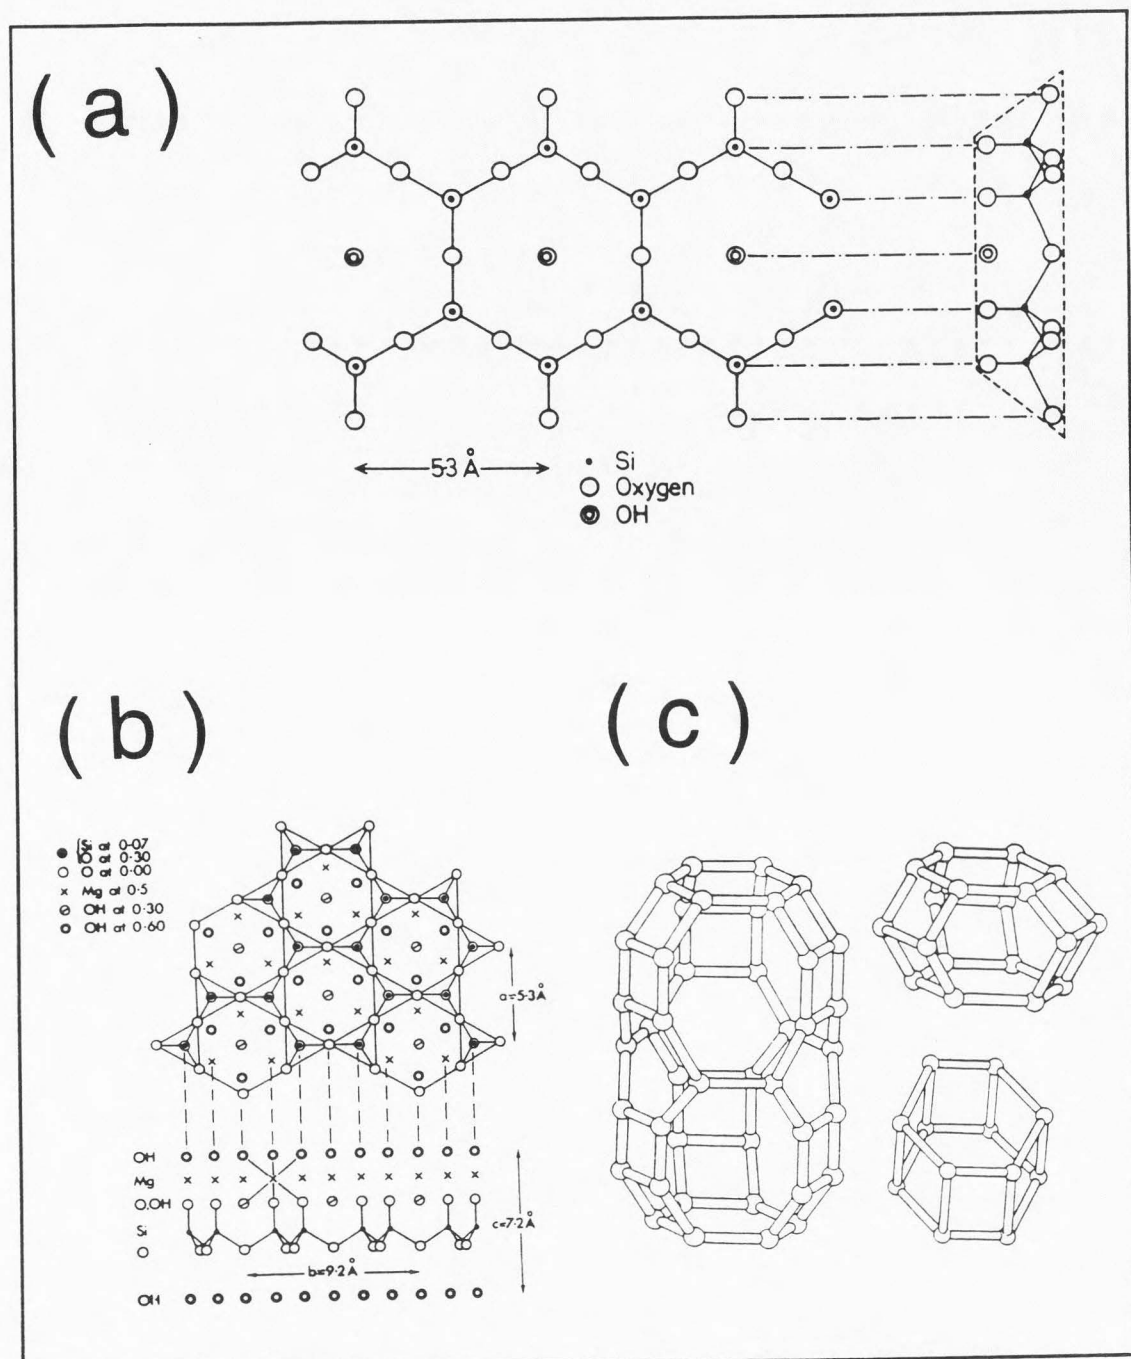 (a)
5·3 Å
Si
Oxygen
OH
(b)
(c)
Si at 0·07
O at 0·30
O at 0·00
Mg at 0·5
OH at 0·30
OH at 0·60
a=5·3Å
OH
Mg
O,OH
Si
c=7·2Å
b=9·2Å
OH